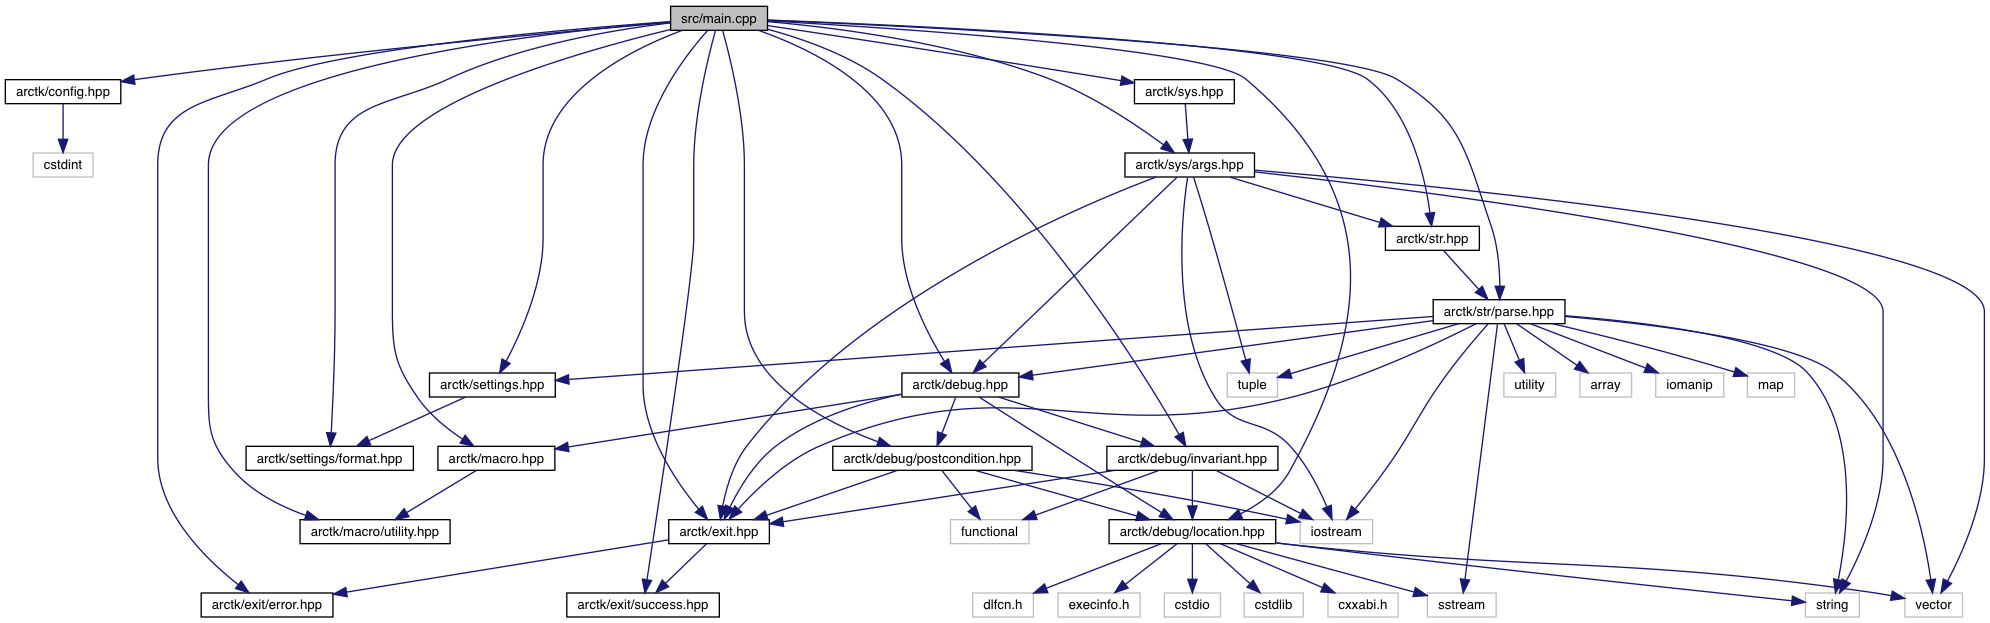 src/main.cpp
arctk/config.hpp
arctk/sys.hpp
cstdint
arctk/sys/args.hpp
arctk/str.hpp
arctk/str/parse.hpp
arctk/settings.hpp
arctk/debug.hpp
tuple
utility
array
iomanip
map
arctk/settings/format.hpp
arctk/macro.hpp
arctk/debug/postcondition.hpp
arctk/debug/invariant.hpp
arctk/macro/utility.hpp
arctk/exit.hpp
functional
arctk/debug/location.hpp
iostream
arctk/exit/error.hpp
arctk/exit/success.hpp
dlfcn.h
execinfo.h
cstdio
cstdlib
cxxabi.h
sstream
string
vector